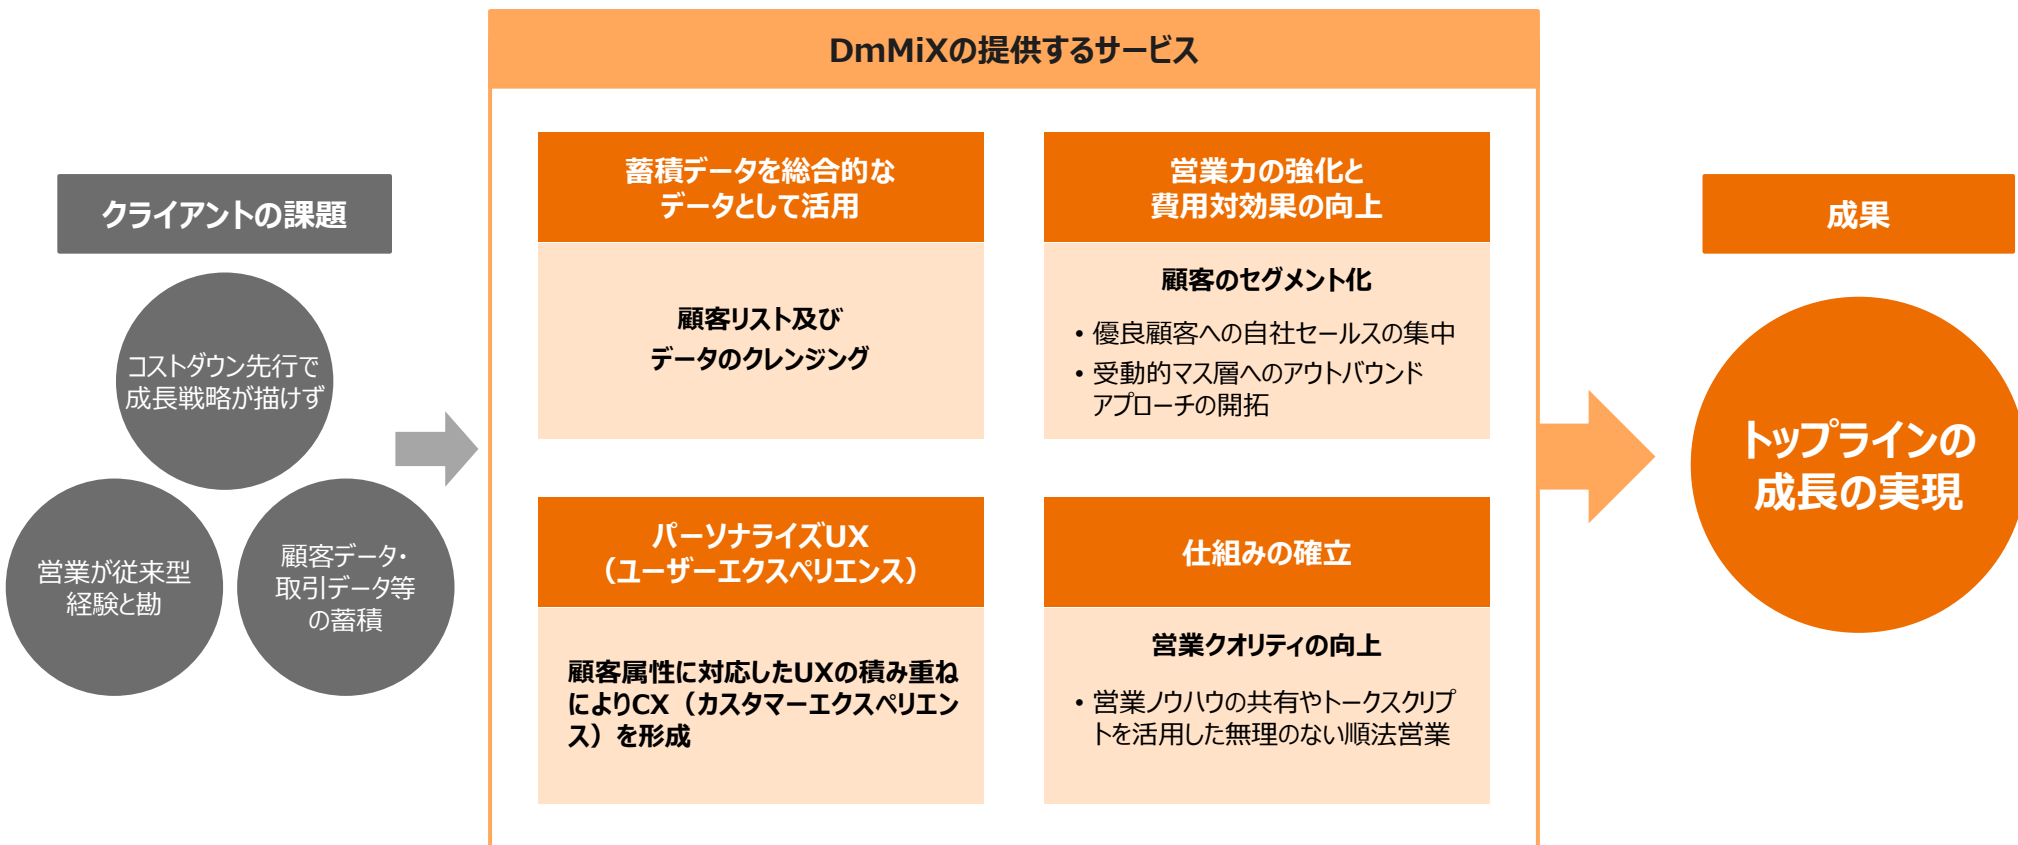 DmMiXの提供するサービス
クライアントの課題
コストダウン先行で
成長戦略が描けず
営業が従来型
経験と勘
顧客データ・
取引データ等
の蓄積
蓄積データを総合的な
データとして活用
顧客リスト及び
データのクレンジング
営業力の強化と
費用対効果の向上
顧客のセグメント化
• 優良顧客への自社セールスの集中
• 受動的マス層へのアウトバウンド
アプローチの開拓
パーソナライズUX
（ユーザーエクスペリエンス）
顧客属性に対応したUXの積み重ね
によりCX（カスタマーエクスペリエン
ス）を形成
仕組みの確立
営業クオリティの向上
• 営業ノウハウの共有やトークスクリプ
トを活用した無理のない順法営業
成果
トップラインの
成長の実現